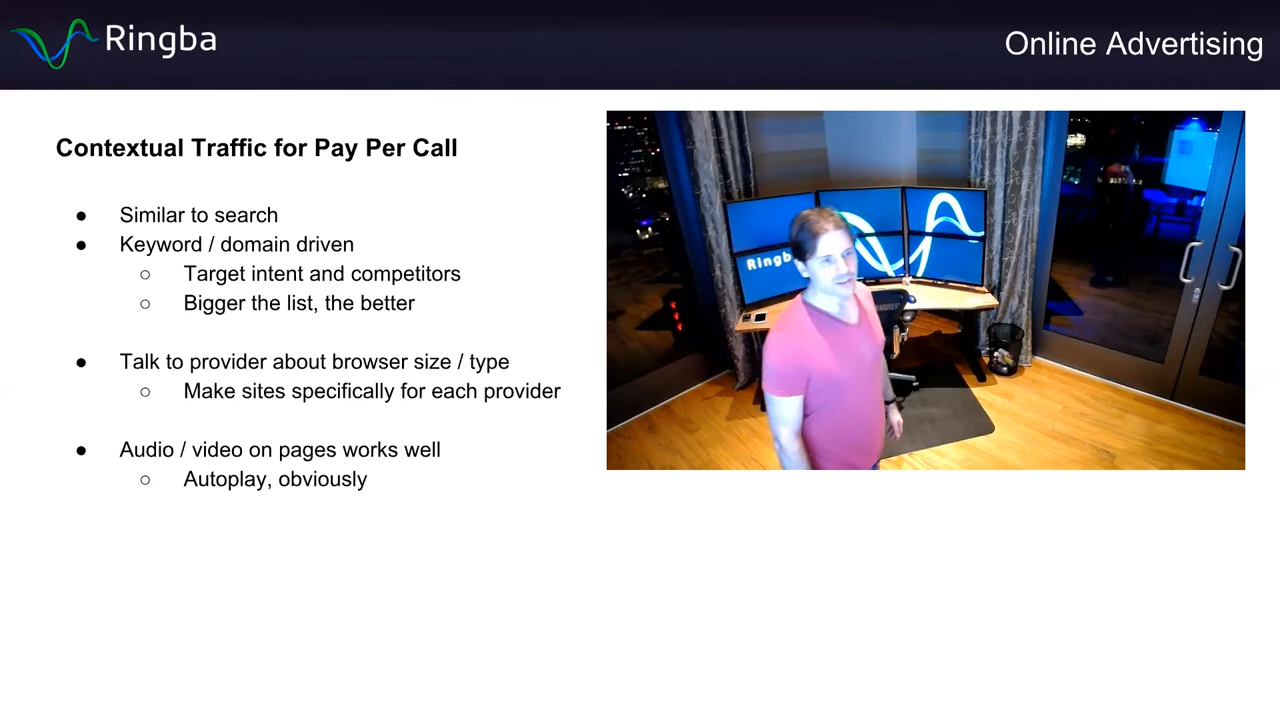 Ringba
Online Advertising
Contextual Traffic for Pay Per Call
● Similar to search
● Keyword / domain driven
○ Target intent and competitors
○ Bigger the list, the better
● Talk to provider about browser size / type
○ Make sites specifically for each provider
● Audio / video on pages works well
○ Autoplay, obviously
Ringb